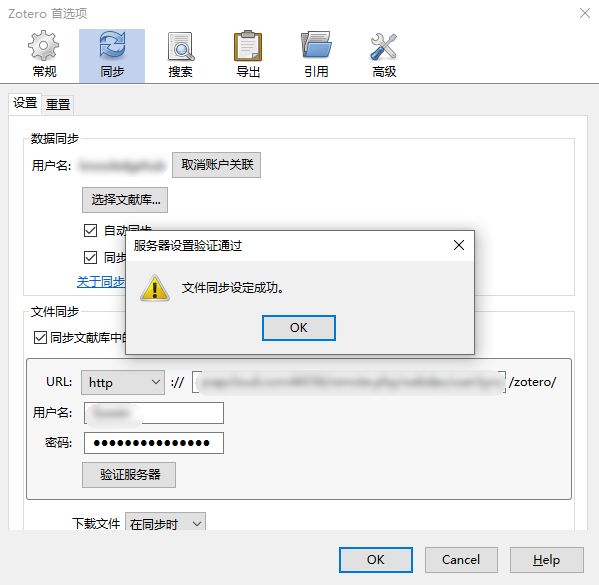 Zotero 首选项
常规 同步 搜索 导出 引用 高级
设置 重置
数据同步
用户名: 取消账户关联
选择文献库...
自动同步
同步
关于同步
服务器设置验证通过
文件同步设定成功。
OK
文件同步
同步文献库中的
URL: http :// /zotero/
用户名:
密码: ●●●●●●●●●●●●●●●
验证服务器
下载文件 在同步时
OK Cancel Help